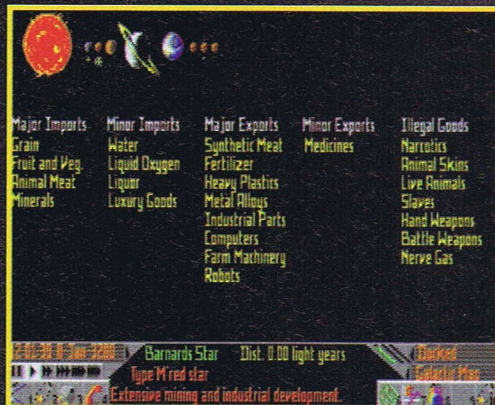 Major Imports
Grain
Fruit and Veg.
Animal Meat
Minerals
Minor Imports
Water
Liquid Oxygen
Liquor
Luxury Goods
Major Exports
Synthetic Meat
Fertilizer
Heavy Plastics
Metal Alloys
Industrial Parts
Computers
Farm Machinery
Robots
Minor Exports
Medicines
Illegal Goods
Narcotics
Animal Skins
Live Animals
Slaves
Hand Weapons
Battle Weapons
Nerve Gas
Jan 3200
Barnards Star Dist. 0.00 light years
Docked
Type 'M' red star
Galactic Map
Extensive mining and industrial development.